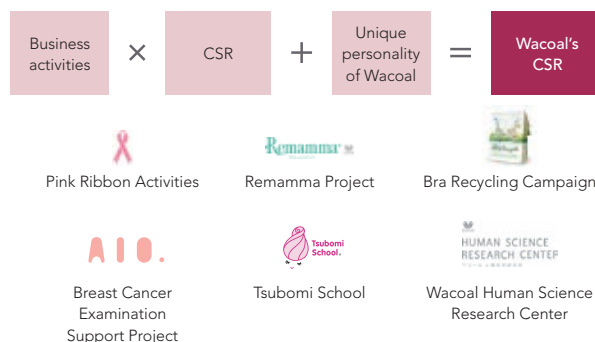 Business
activities
×
CSR
+
Unique
personality
of Wacoal
=
Wacoal's
CSR
Remamma
Pink Ribbon Activities
Remamma Project
Bra Recycling Campaign
AIO.
Tsubomi
School.
HUMAN SCIENCE
RESEARCH CENTER
Breast Cancer
Examination
Support Project
Tsubomi School
Wacoal Human Science
Research Center